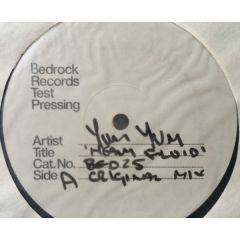 Bedrock
Records
Test
Pressing
Artist YUM YUM
Title 'MEAN FLUID'
Cat. No. BED25
Side A ORIGINAL MIX